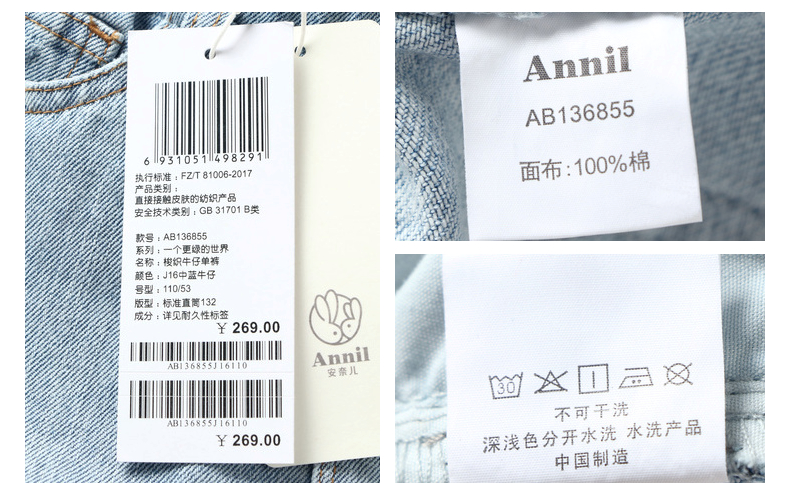 6 931051 498291
执行标准：FZ/T 81006-2017
产品类别：
直接接触皮肤的纺织产品
安全技术类别：GB 31701 B类
款号：AB136855
系列：一个更绿的世界
名称：梭织牛仔单裤
颜色：J16中蓝牛仔
号型：110/53
版型：标准直筒132
成分：详见耐久性标签
￥ 269.00
AB136855J16110
AB136855J16110
￥ 269.00
Annil
安奈儿
Annil
AB136855
面布:100%棉
30
不可干洗
深浅色分开水洗 水洗产品
中国制造